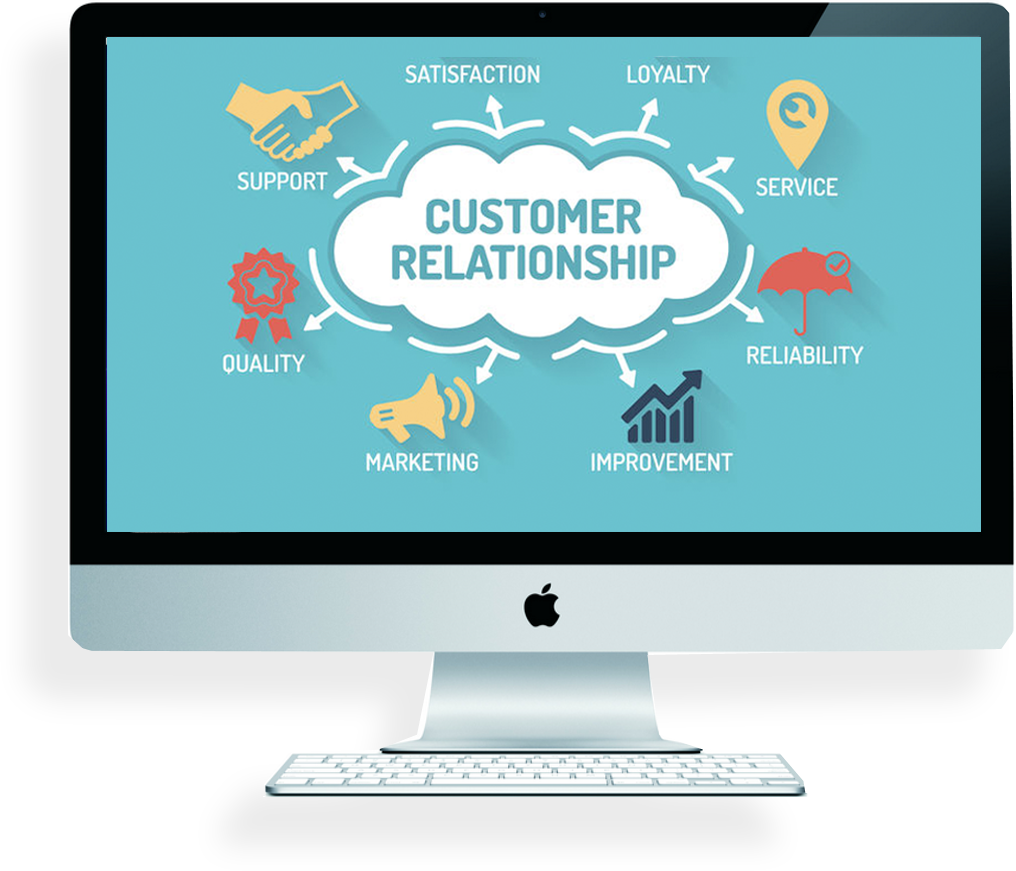 SATISFACTION
LOYALTY
SUPPORT
SERVICE
CUSTOMER
RELATIONSHIP
QUALITY
RELIABILITY
MARKETING
IMPROVEMENT